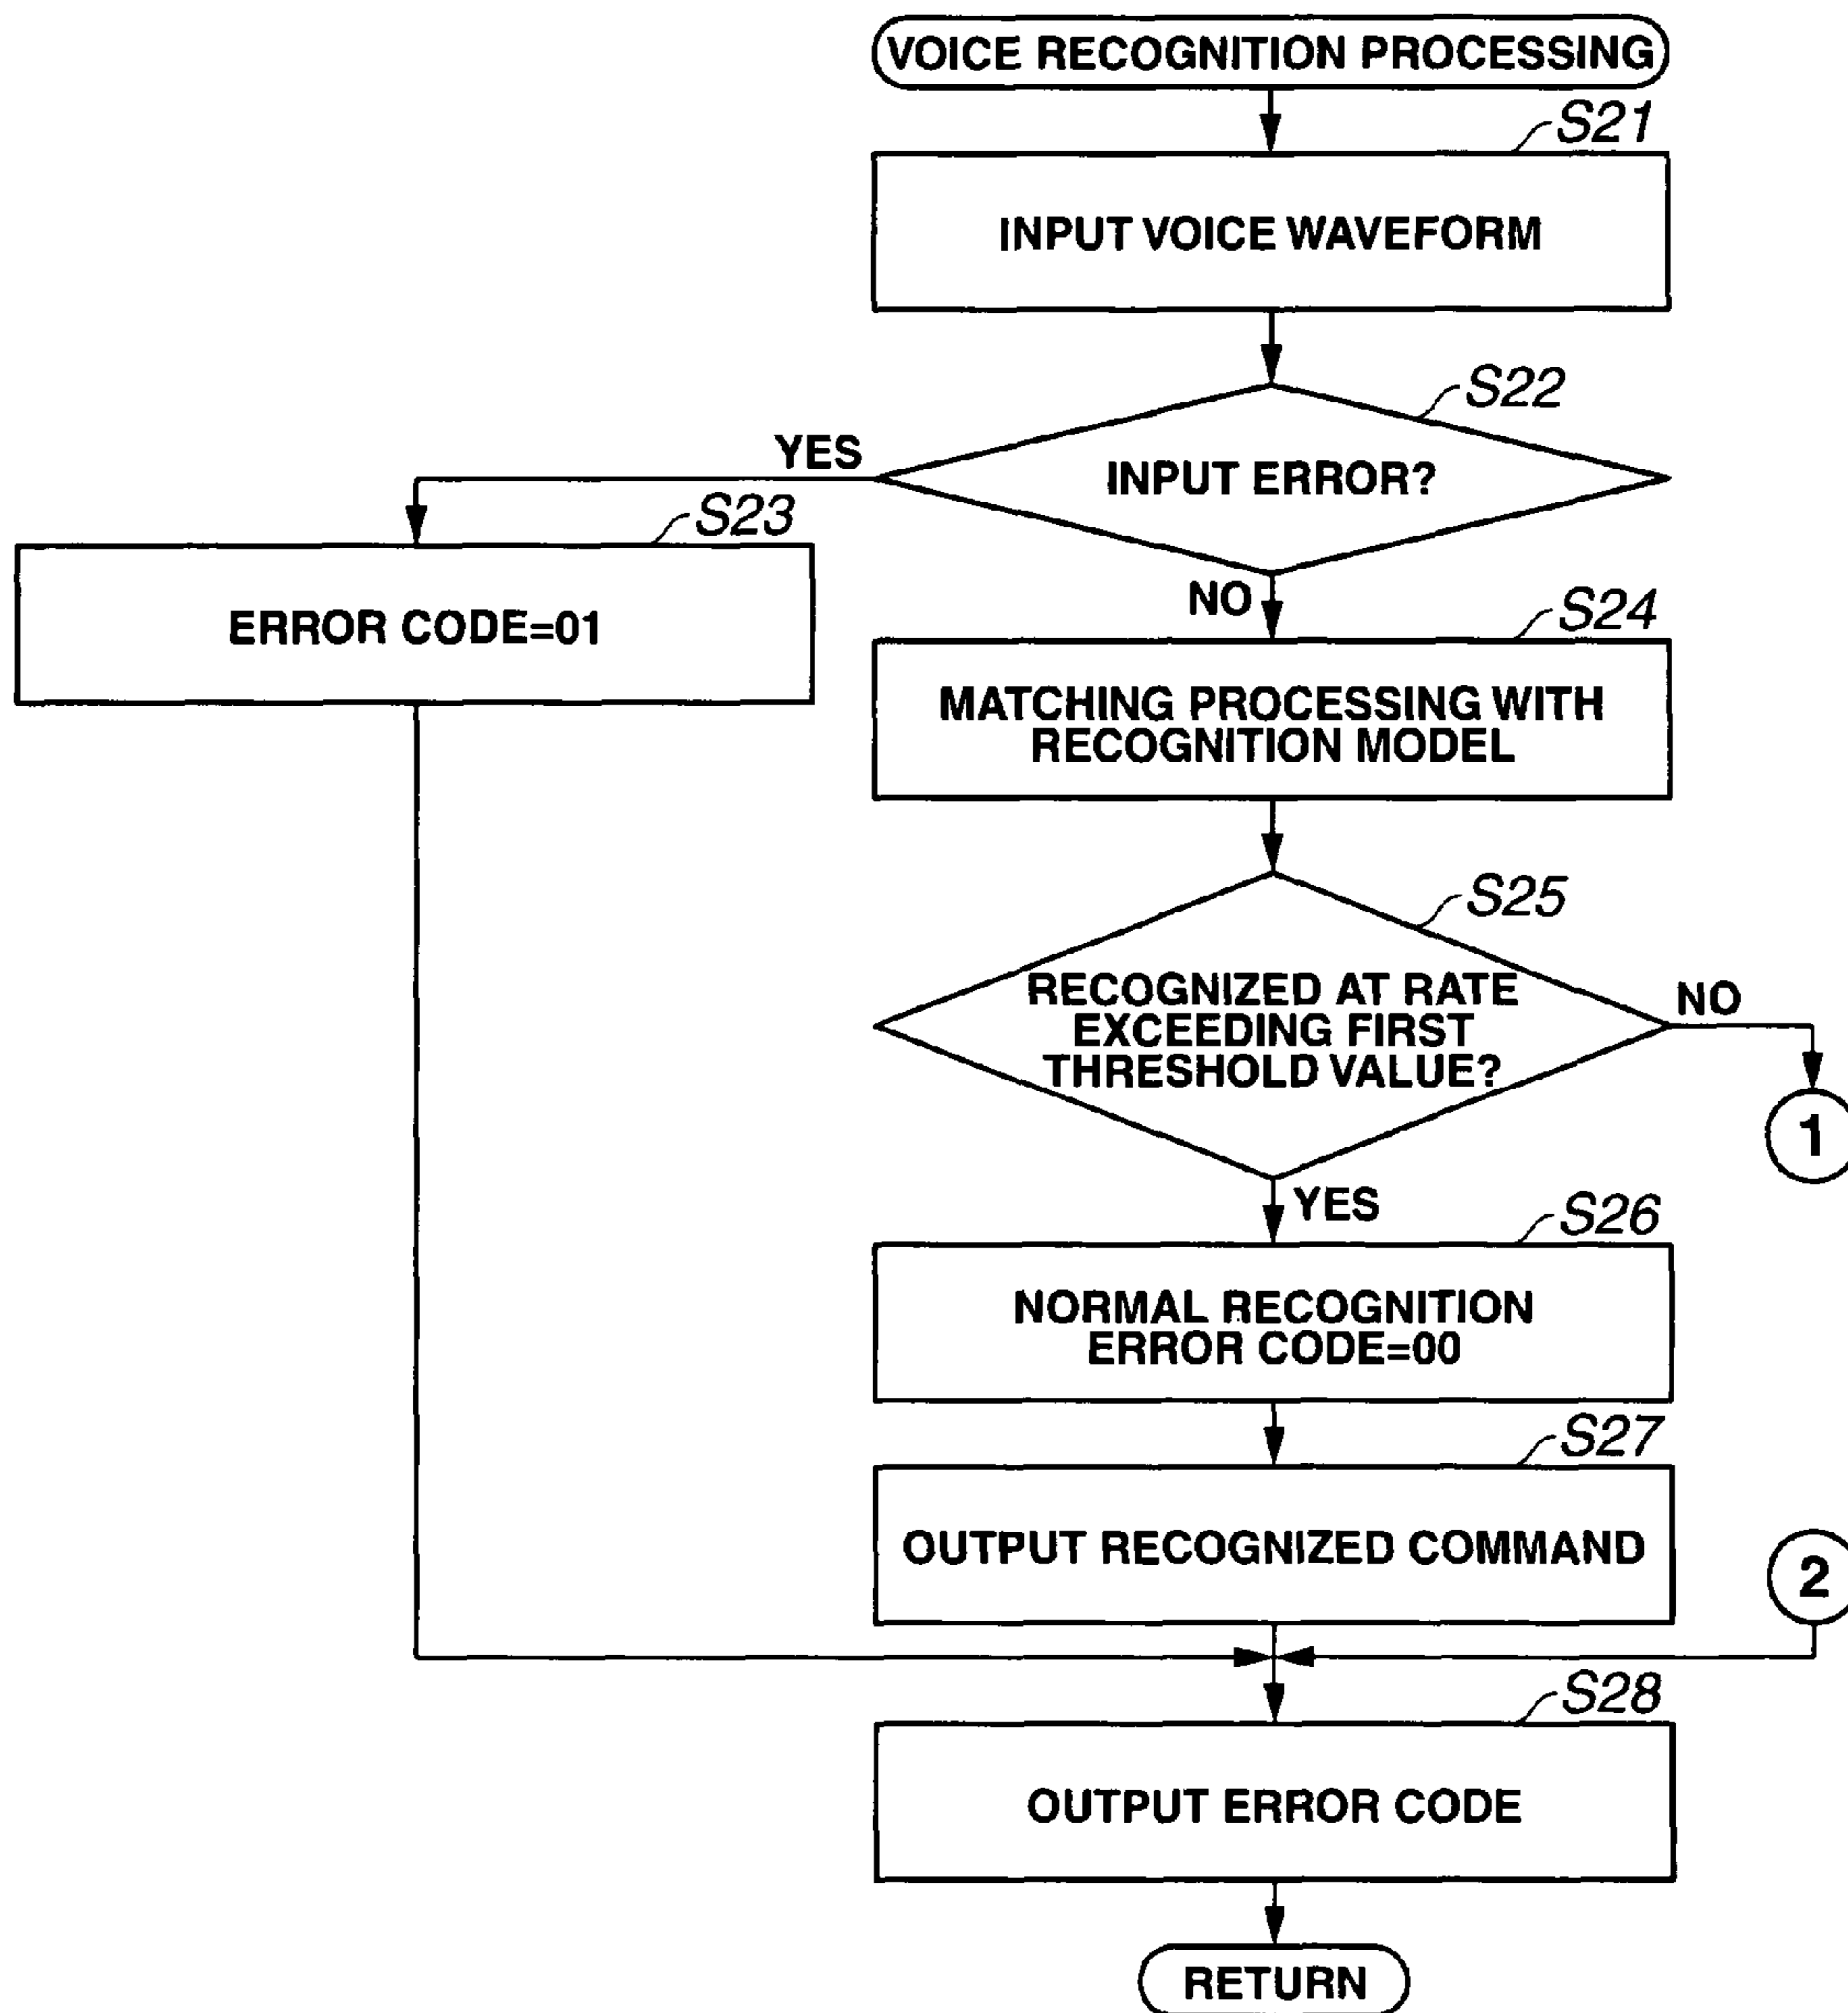 VOICE RECOGNITION PROCESSING
S21
INPUT VOICE WAVEFORM
S22
YES
INPUT ERROR?
S23
NO
S24
ERROR CODE=01
MATCHING PROCESSING WITH
RECOGNITION MODEL
S25
RECOGNIZED AT RATE
EXCEEDING FIRST
THRESHOLD VALUE?
NO
1
YES
S26
NORMAL RECOGNITION
ERROR CODE=00
S27
OUTPUT RECOGNIZED COMMAND
2
S28
OUTPUT ERROR CODE
RETURN